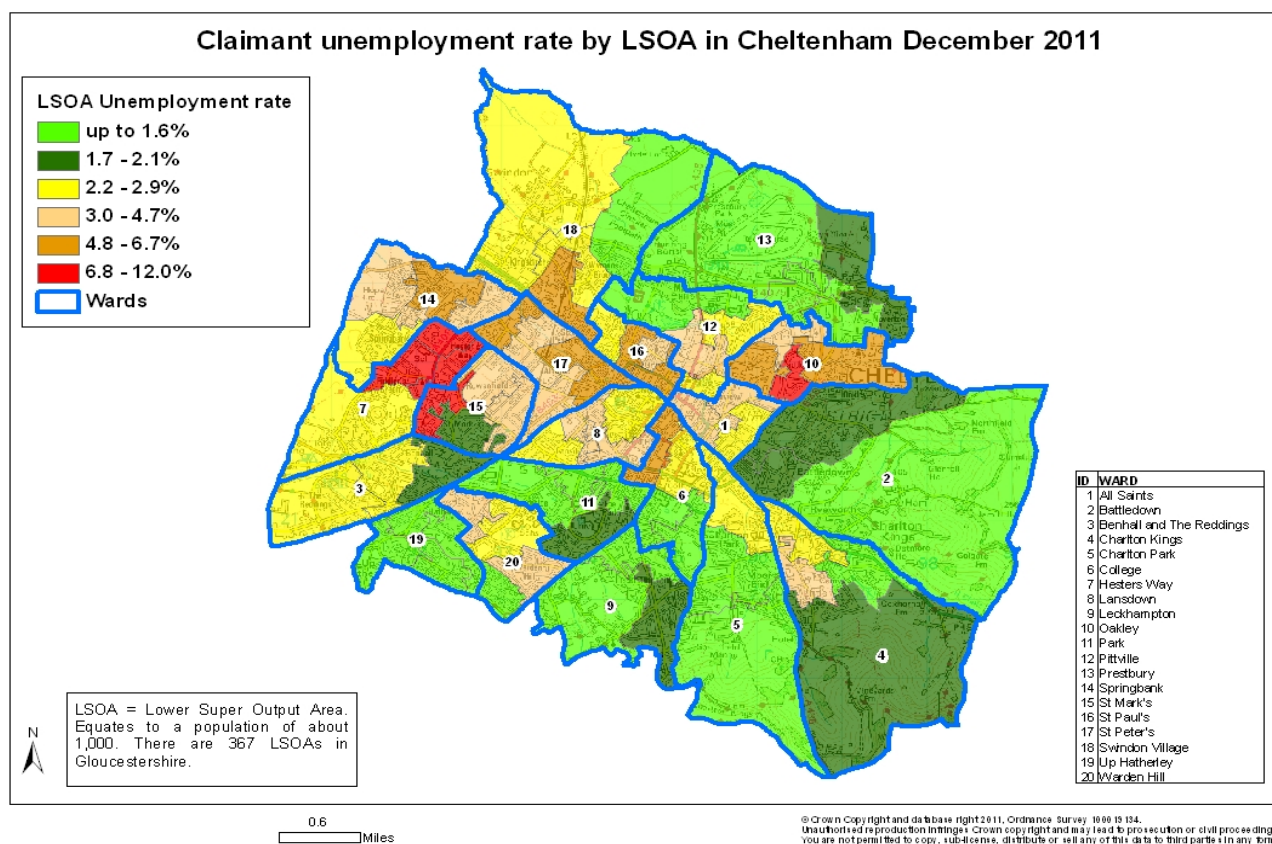 Claimant unemployment rate by LSOA in Cheltenham December 2011
LSOA Unemployment rate
up to 1.6%
1.7 - 2.1%
2.2 - 2.9%
3.0 - 4.7%
4.8 - 6.7%
6.8 - 12.0%
Wards
18
13
14
12
16
10
17
7
15
8
1
3
11
6
2
19
20
9
5
4
CHELTE
LSOA = Lower Super Output Area.
Equates to a population of about
1,000. There are 367 LSOAs in
Gloucestershire.
N
ID WARD
1 All Saints
2 Battledown
3 Benhall and The Reddings
4 Charlton Kings
5 Charlton Park
6 College
7 Hesters Way
8 Lansdown
9 Leckhampton
10 Oakley
11 Park
12 Pittville
13 Prestbury
14 Springbank
15 St Mark's
16 St Paul's
17 St Peter's
18 Swindon Village
19 Up Hatherley
20 Warden Hill
0.6
Miles
© Crown Copyright and database right 2011, Ordnance Survey 100019134.
Unauthorised reproduction infringes Crown copyright and may lead to prosecution or civil proceeding
You are not permitted to copy, sub-license, distribute or sell any of this data to third parties in any form